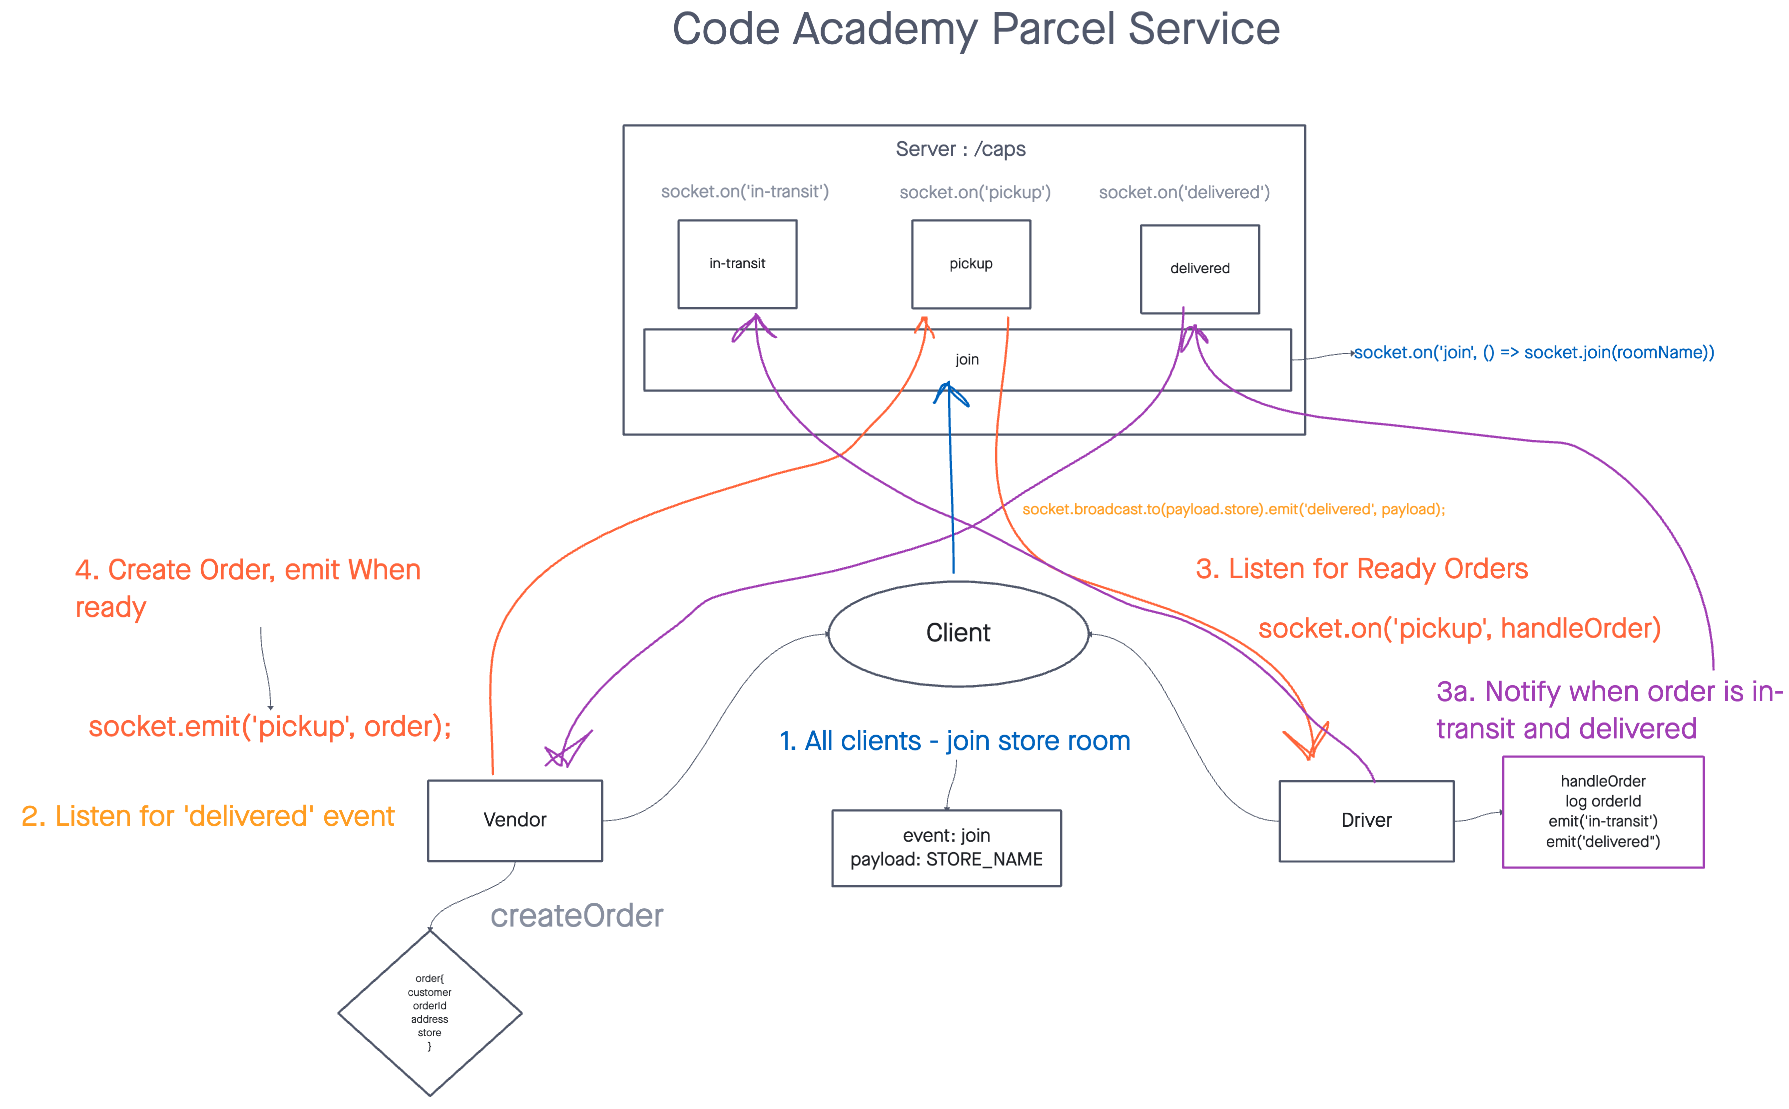 Code Academy Parcel Service
Server : /caps
socket.on('in-transit')
socket.on('pickup')
socket.on('delivered')
in-transit
pickup
delivered
join
socket.on('join', () => socket.join(roomName))
socket.broadcast.to(payload.store).emit('delivered', payload);
4. Create Order, emit When
ready
3. Listen for Ready Orders
socket.on('pickup', handleOrder)
Client
socket.emit('pickup', order);
3a. Notify when order is in-
transit and delivered
1. All clients - join store room
2. Listen for 'delivered' event
Vendor
event: join
payload: STORE_NAME
Driver
handleOrder
log orderId
emit('in-transit')
emit('delivered")
createOrder
order{
customer
orderId
address
store
}